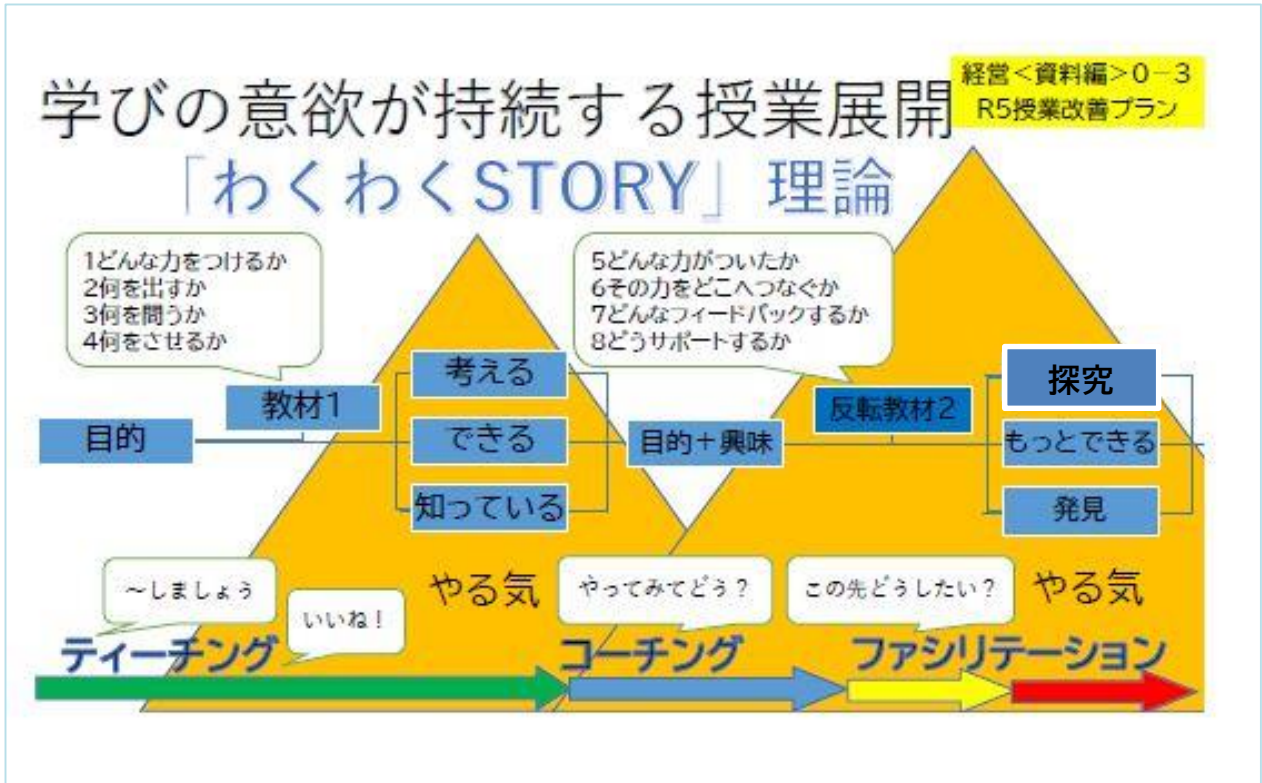 学びの意欲が持続する授業展開
経営<資料編>0-3
R5授業改善プラン
「わくわくSTORY」理論
1どんな力をつけるか
2何を出すか
3何を問うか
4何をさせるか
5どんな力がついたか
6その力をどこへつなぐか
7どんなフィードバックするか
8どうサポートするか
目的
教材1
考える
できる
知っている
目的+興味
反転教材2
探究
もっとできる
発見
~しましょう
いいね!
やる気
やってみてどう?
この先どうしたい?
やる気
ティーチング
コーチング
ファシリテーション